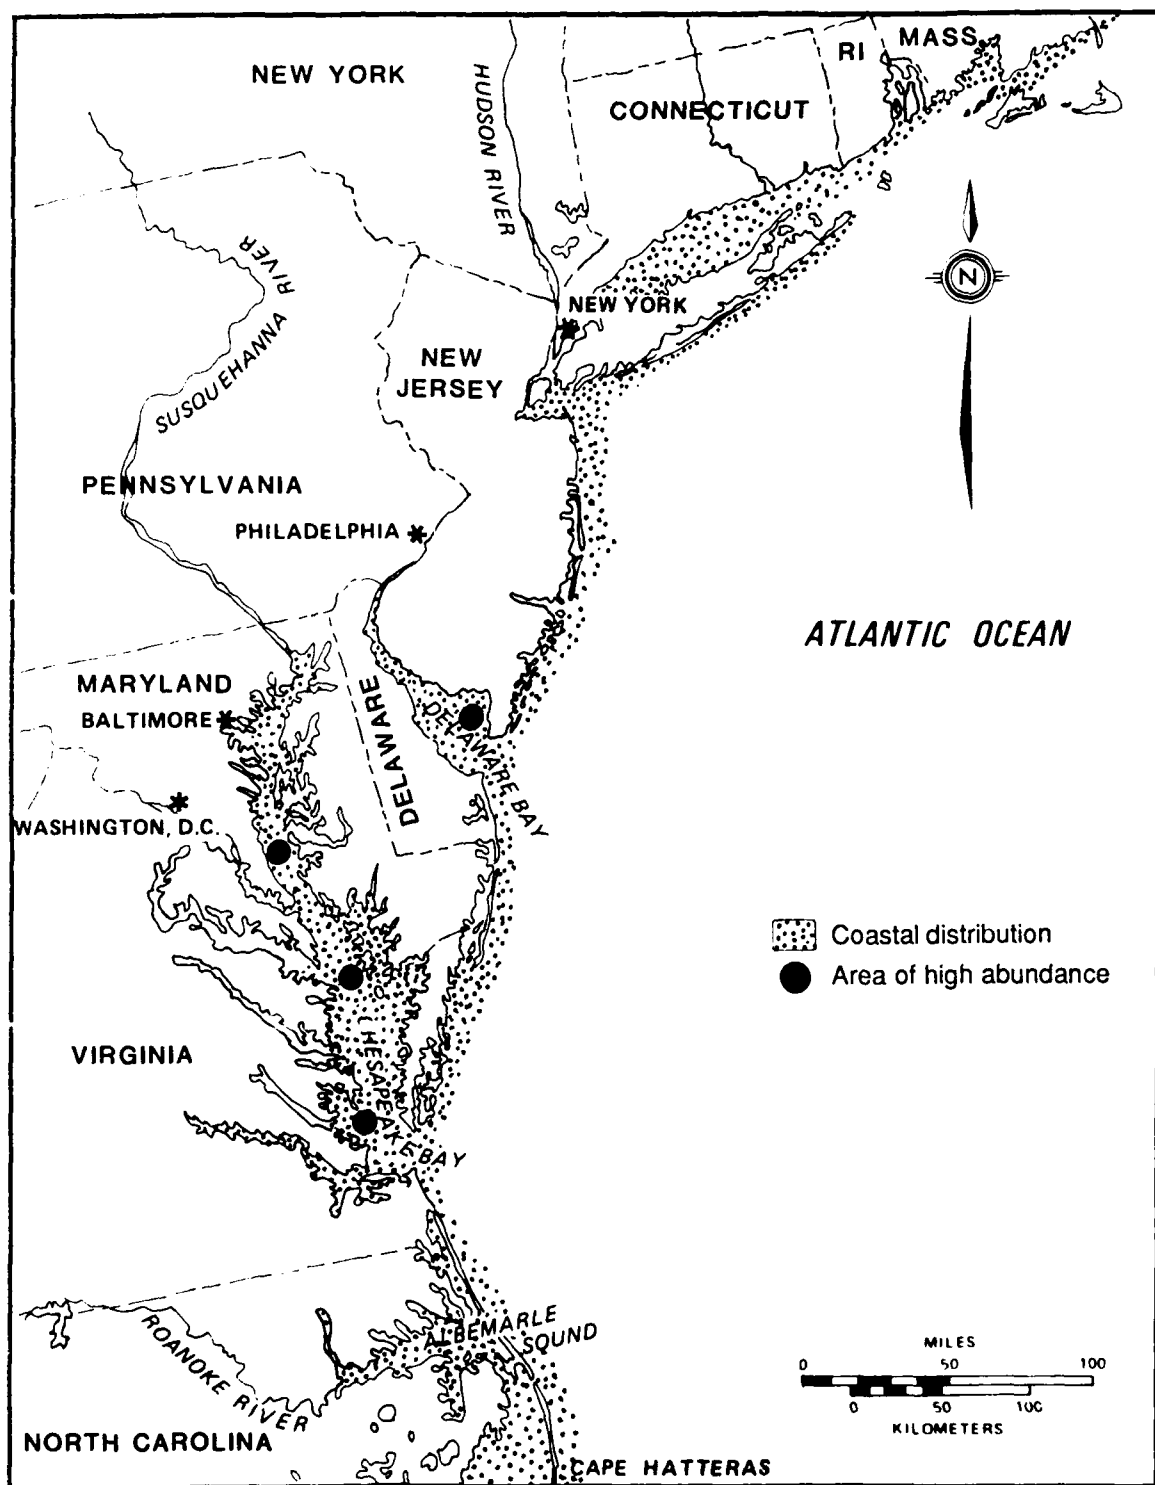 NEW YORK
HUDSON RIVER
CONNECTICUT
RI
MASS.
SUSQUEHANNA RIVER
N
NEW YORK
NEW
JERSEY
PENNSYLVANIA
PHILADELPHIA
ATLANTIC OCEAN
MARYLAND
BALTIMORE
DELAWARE
DELAWARE BAY
WASHINGTON, D.C.
Coastal distribution
Area of high abundance
VIRGINIA
CHESAPEAKE BAY
ROANOKE RIVER
ALBEMARLE
SOUND
MILES
0 50 100
0 50 100
KILOMETERS
NORTH CAROLINA
CAPE HATTERAS